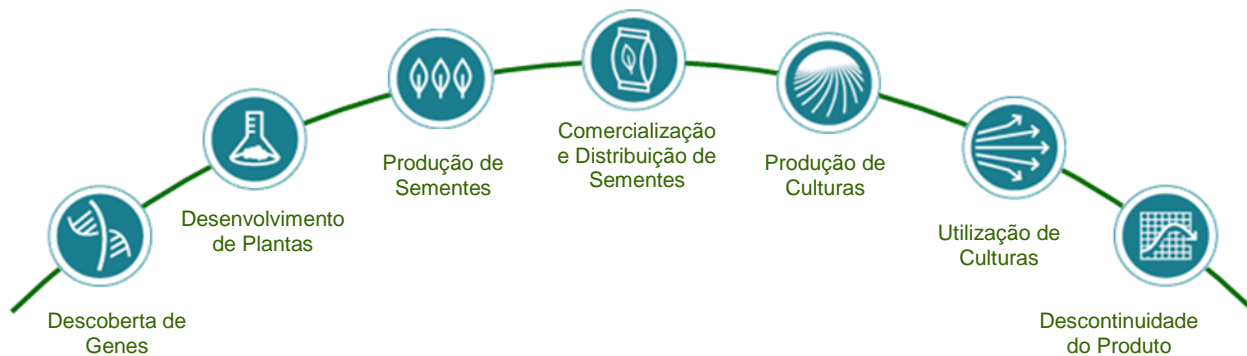 Descoberta de
Genes
Desenvolvimento
de Plantas
Produção de
Sementes
Comercialização
e Distribuição de
Sementes
Produção de
Culturas
Utilização de
Culturas
Descontinuidade
do Produto